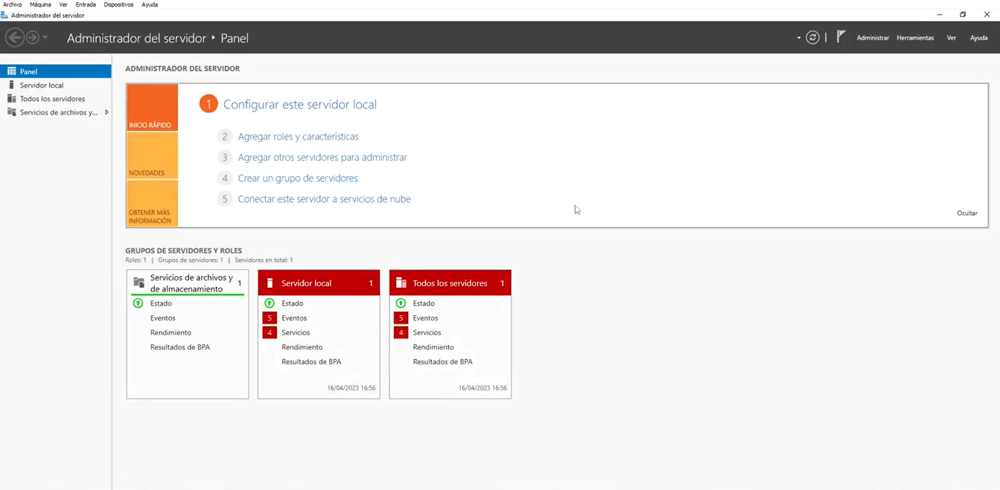 Archivo Máquina Ver Entrada Dispositivos Ayuda
Administrador del servidor
Administrador del servidor ‣ Panel
Administrar Herramientas Ver Ayuda
Panel
Servidor local
Todos los servidores
Servicios de archivos y...
ADMINISTRADOR DEL SERVIDOR
INICIO RÁPIDO
NOVEDADES
OBTENER MÁS
INFORMACIÓN
1 Configurar este servidor local
2 Agregar roles y características
3 Agregar otros servidores para administrar
4 Crear un grupo de servidores
5 Conectar este servidor a servicios de nube
Ocultar
GRUPOS DE SERVIDORES Y ROLES
Roles: 1 | Grupos de servidores: 1 | Servidores en total: 1
Servicios de archivos y
de almacenamiento 1
Estado
Eventos
Rendimiento
Resultados de BPA
Servidor local 1
Estado
5 Eventos
4 Servicios
Rendimiento
Resultados de BPA
16/04/2023 16:56
Todos los servidores 1
Estado
5 Eventos
4 Servicios
Rendimiento
Resultados de BPA
16/04/2023 16:56